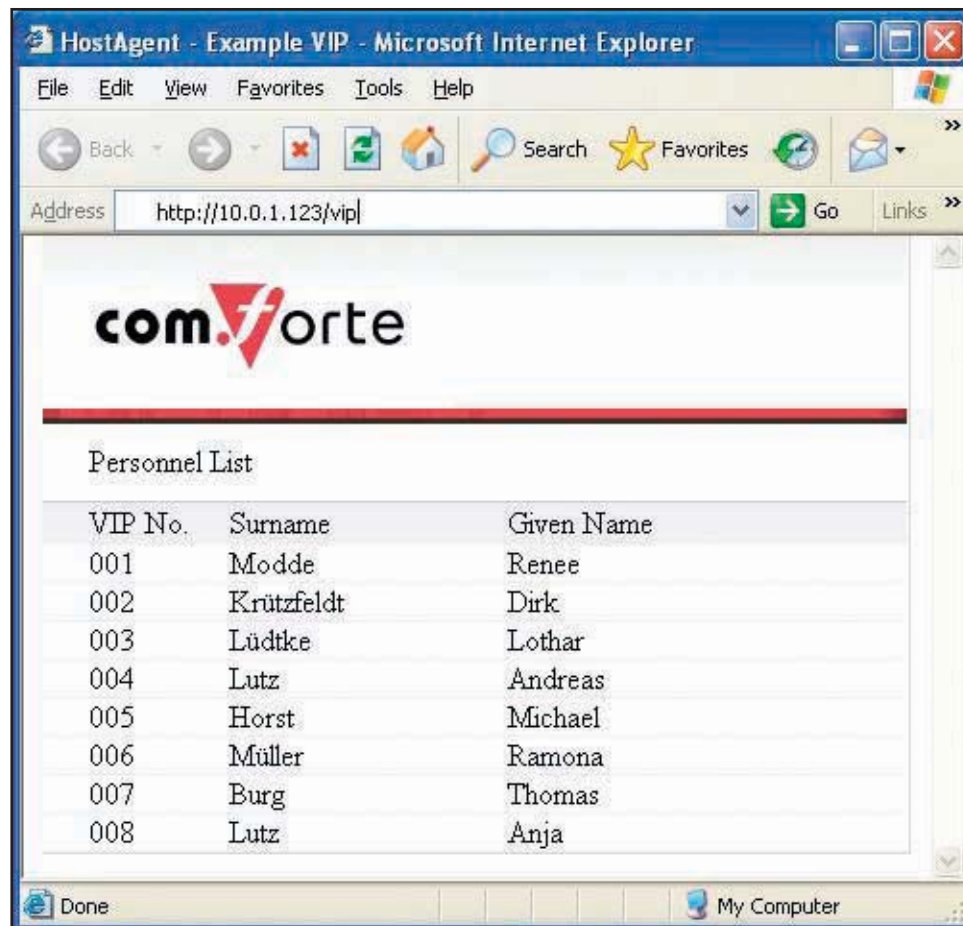 HostAgent - Example VIP - Microsoft Internet Explorer
File Edit View Favorites Tools Help
Back Search Favorites »
Address http://10.0.1.123/vip Go Links »
com.forte
Personnel List
VIP No. Surname Given Name
001 Modde Renee
002 Krützfeldt Dirk
003 Lüdtke Lothar
004 Lutz Andreas
005 Horst Michael
006 Müller Ramona
007 Burg Thomas
008 Lutz Anja
Done My Computer